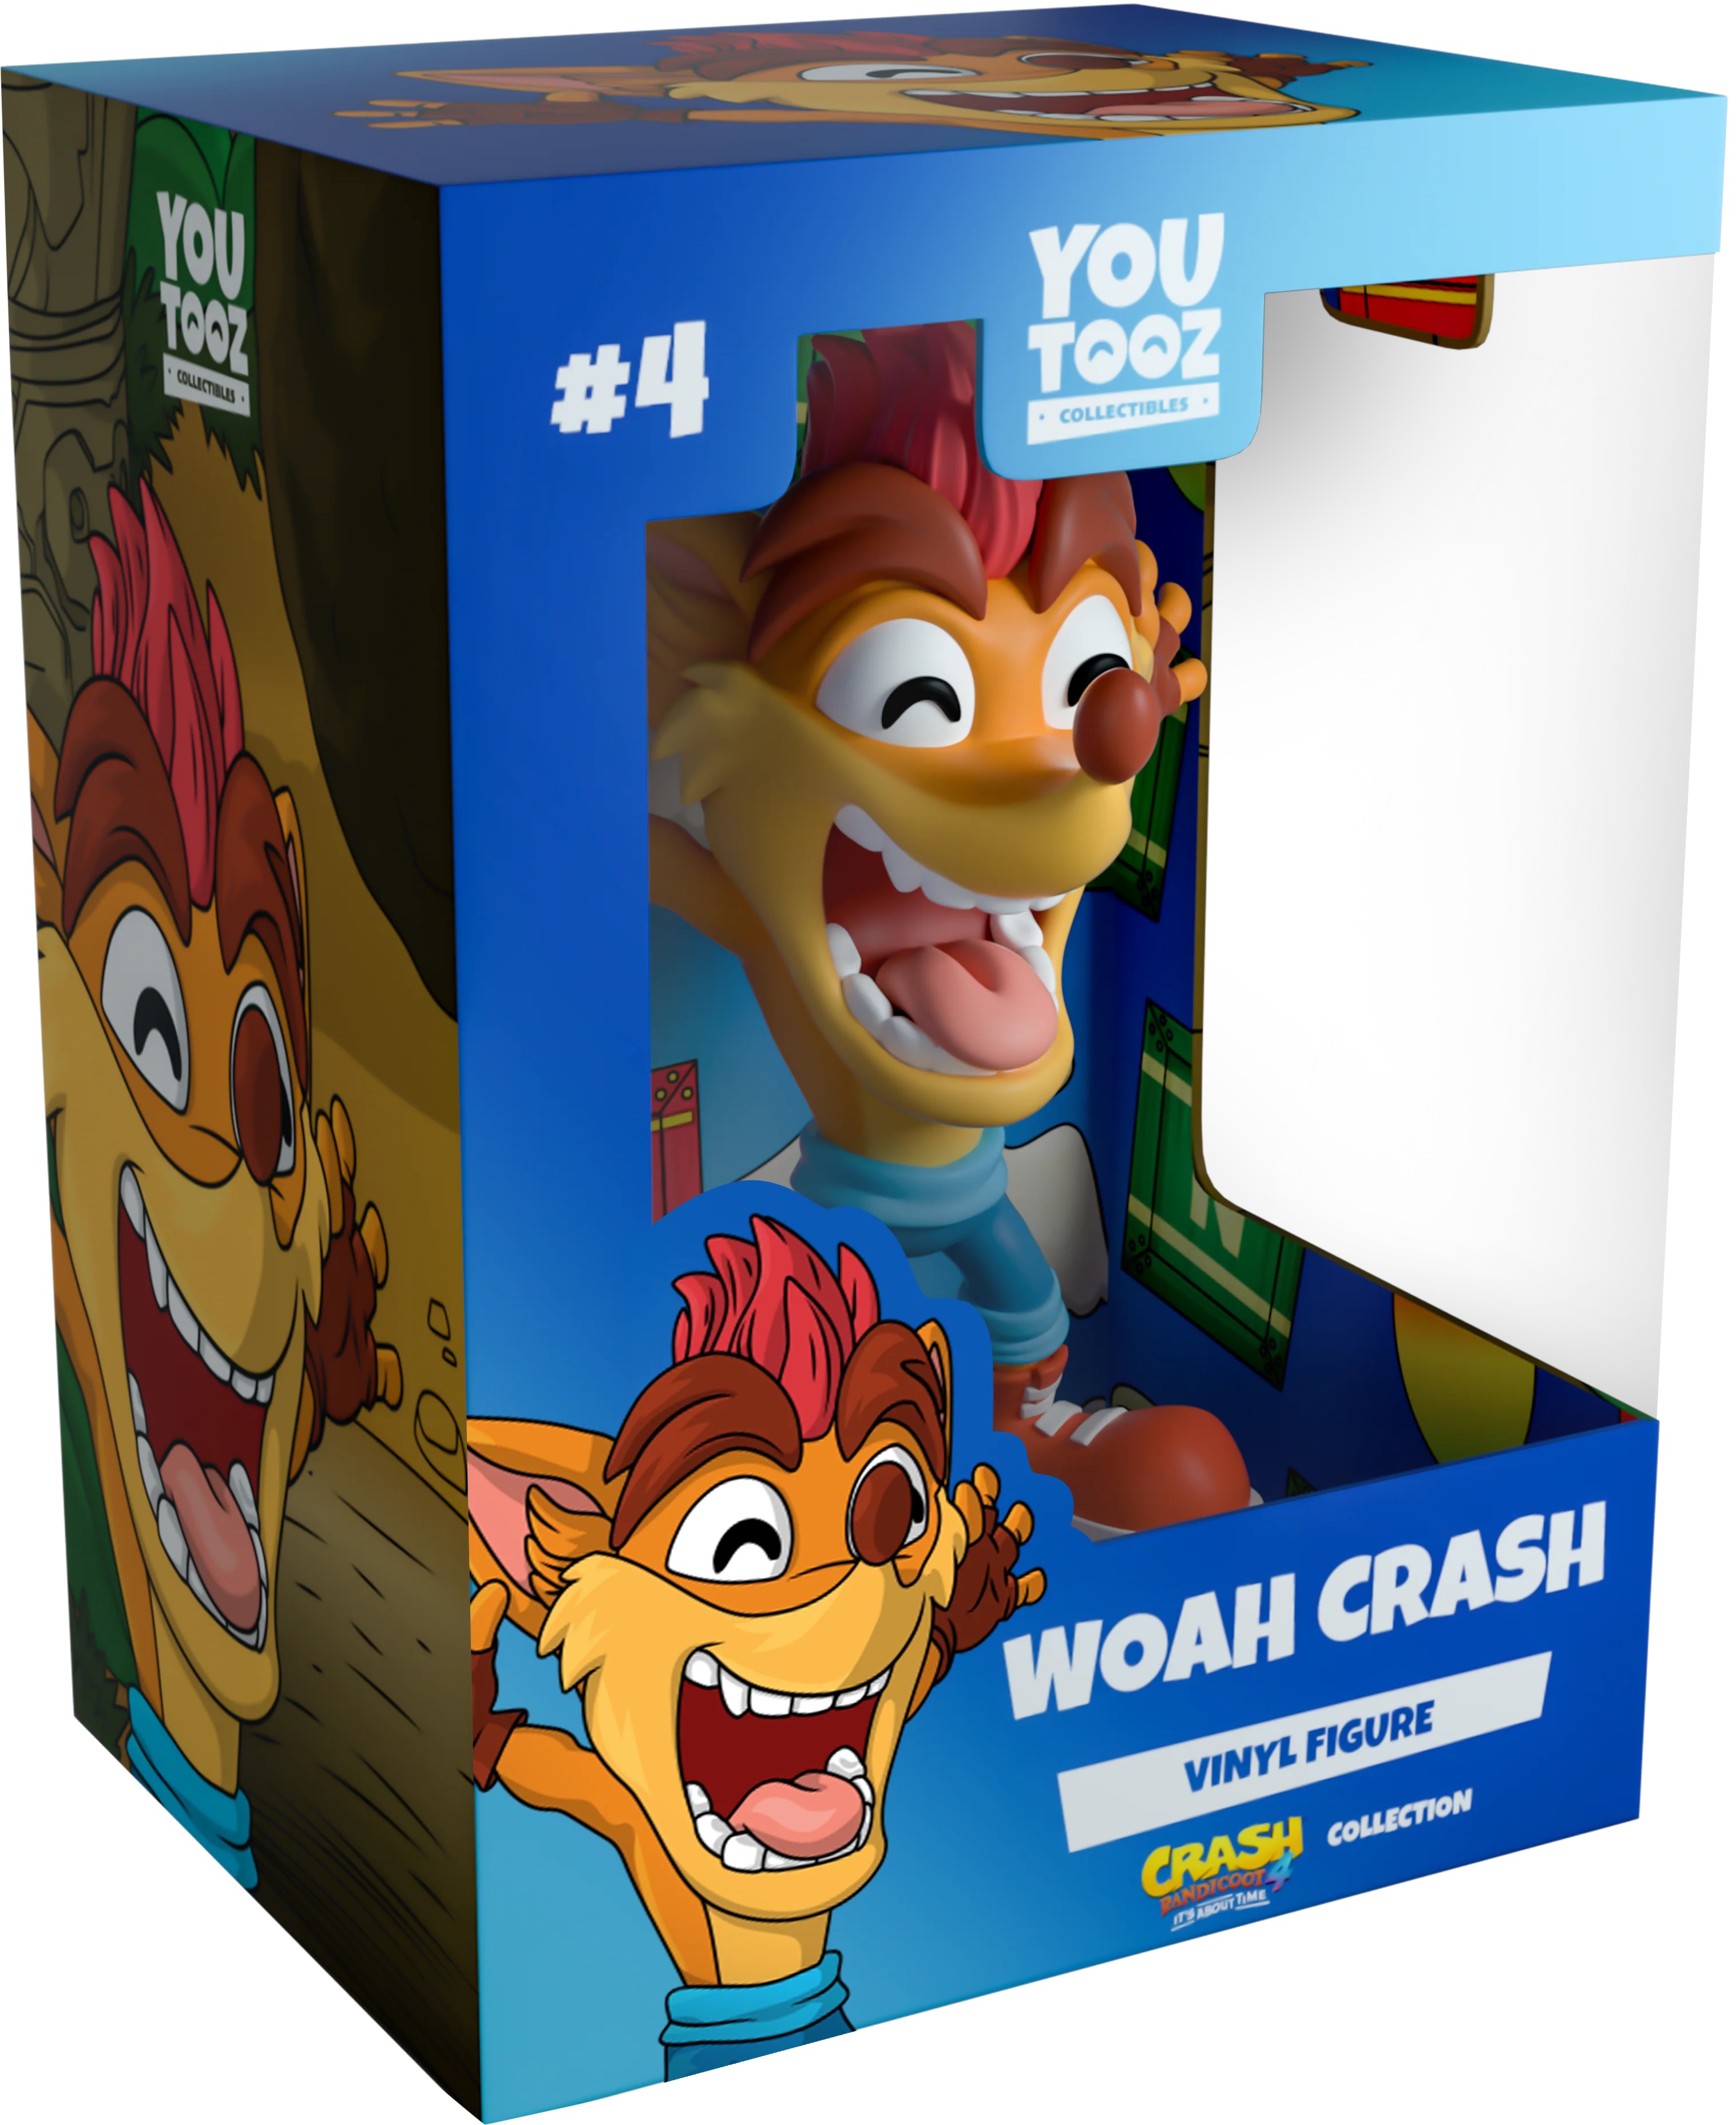 YOU
TOOZ
· COLLECTIBLES ·
#4
YOU
TOOZ
· COLLECTIBLES ·
N
WOAH CRASH
VINYL FIGURE
CRASH
BANDICOOT 4
IT'S ABOUT TIME
COLLECTION